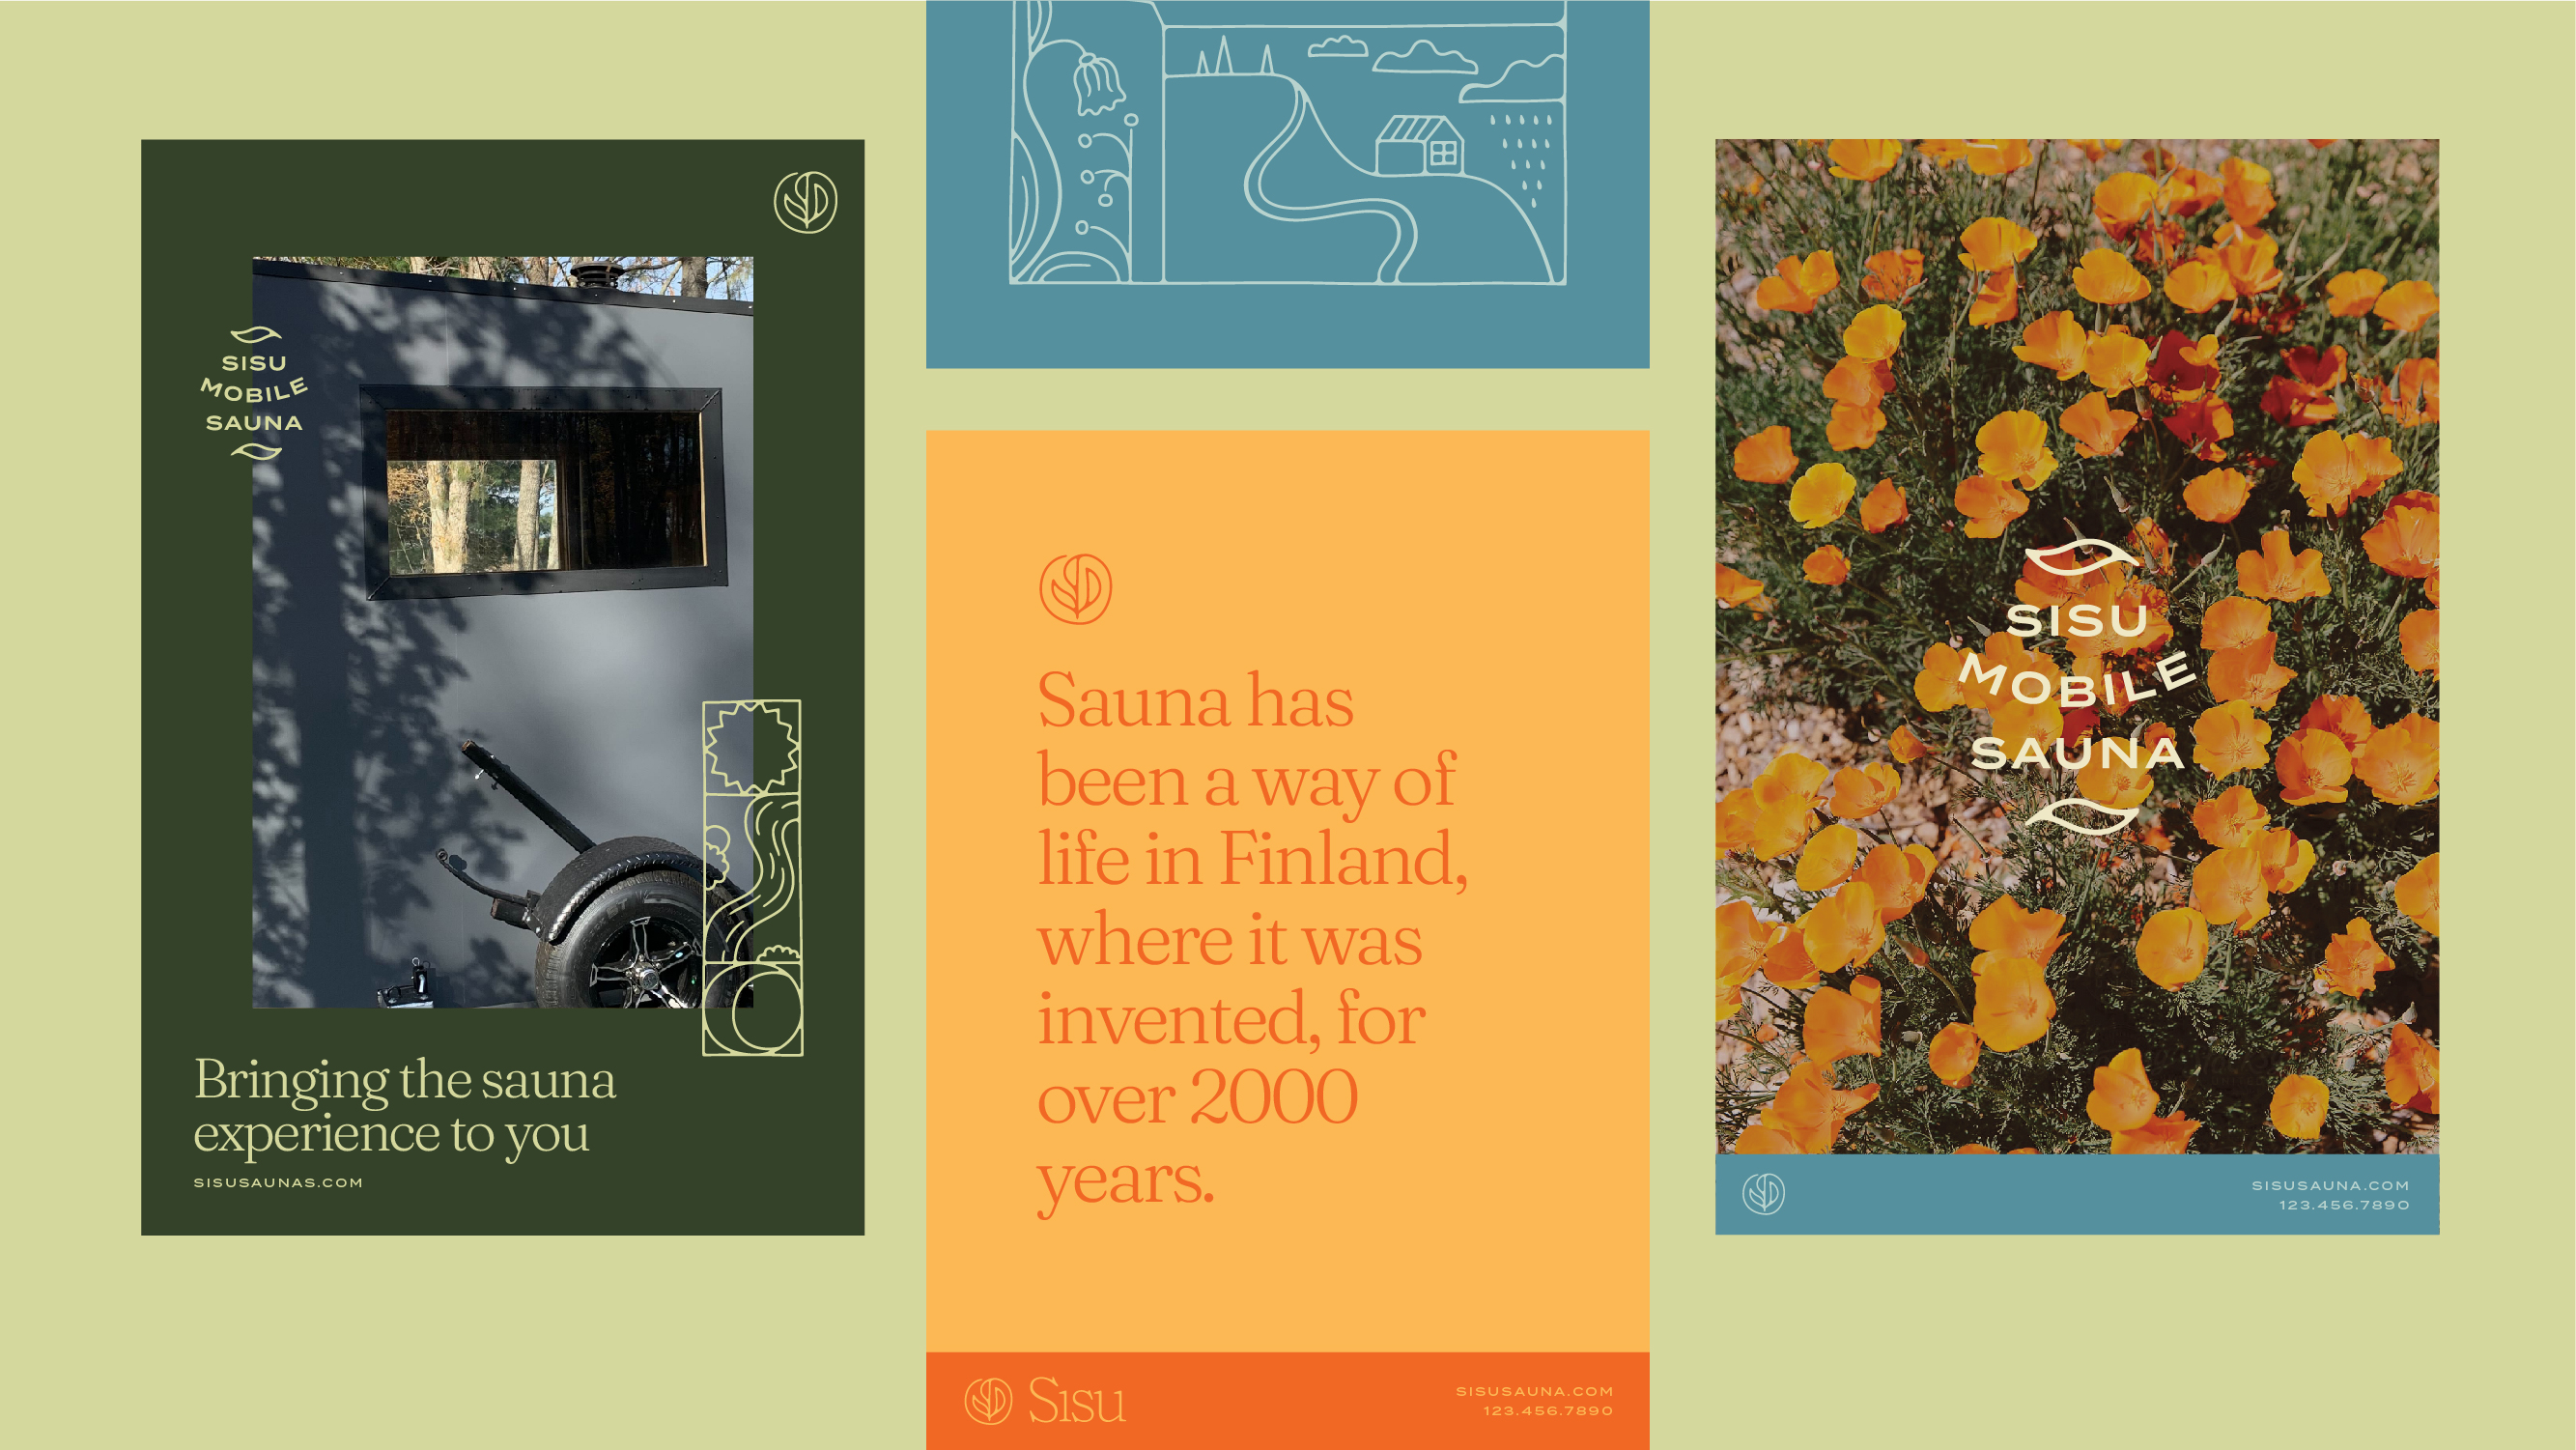 SISU
MOBILE
SAUNA
Bringing the sauna
experience to you
SISUSAUNAS.COM
Sauna has
been a way of
life in Finland,
where it was
invented, for
over 2000
years.
Sisu
SISUSAUNA.COM
123.456.7890
SISU
MOBILE
SAUNA
SISUSAUNA.COM
123.456.7890